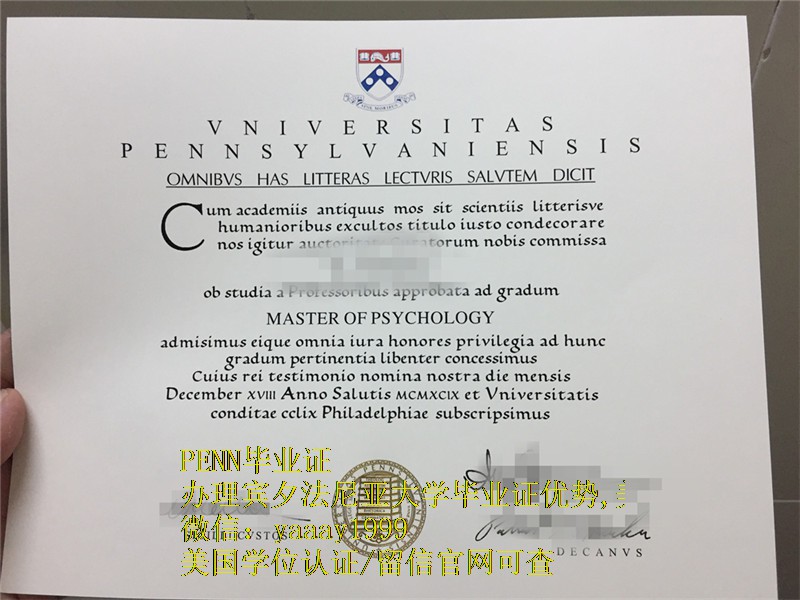 VNIVERSITAS
PENNSYLVANIENSIS
OMNIBVS HAS LITTERAS LECTVRIS SALVTEM DICIT
Cum academiis antiquus mos sit scientiis litterisve
humanioribus excultos titulo iusto condecorare
nos igitur auctoritate Curatorum nobis commissa
ob studia a Professoribus approbata ad gradum
MASTER OF PSYCHOLOGY
admisimus eique omnia iura honores privilegia ad hunc
gradum pertinentia libenter concessimus
Cuius rei testimonio nomina nostra die mensis
December XVIII Anno Salutis MCMXCIX et Vniversitatis
conditae cclix Philadelphiae subscripsimus
PENN毕业证
办理宾夕法尼亚大学毕业证优势,
微信: yaaay1999
DECANVS
美国学位认证/留信官网可查